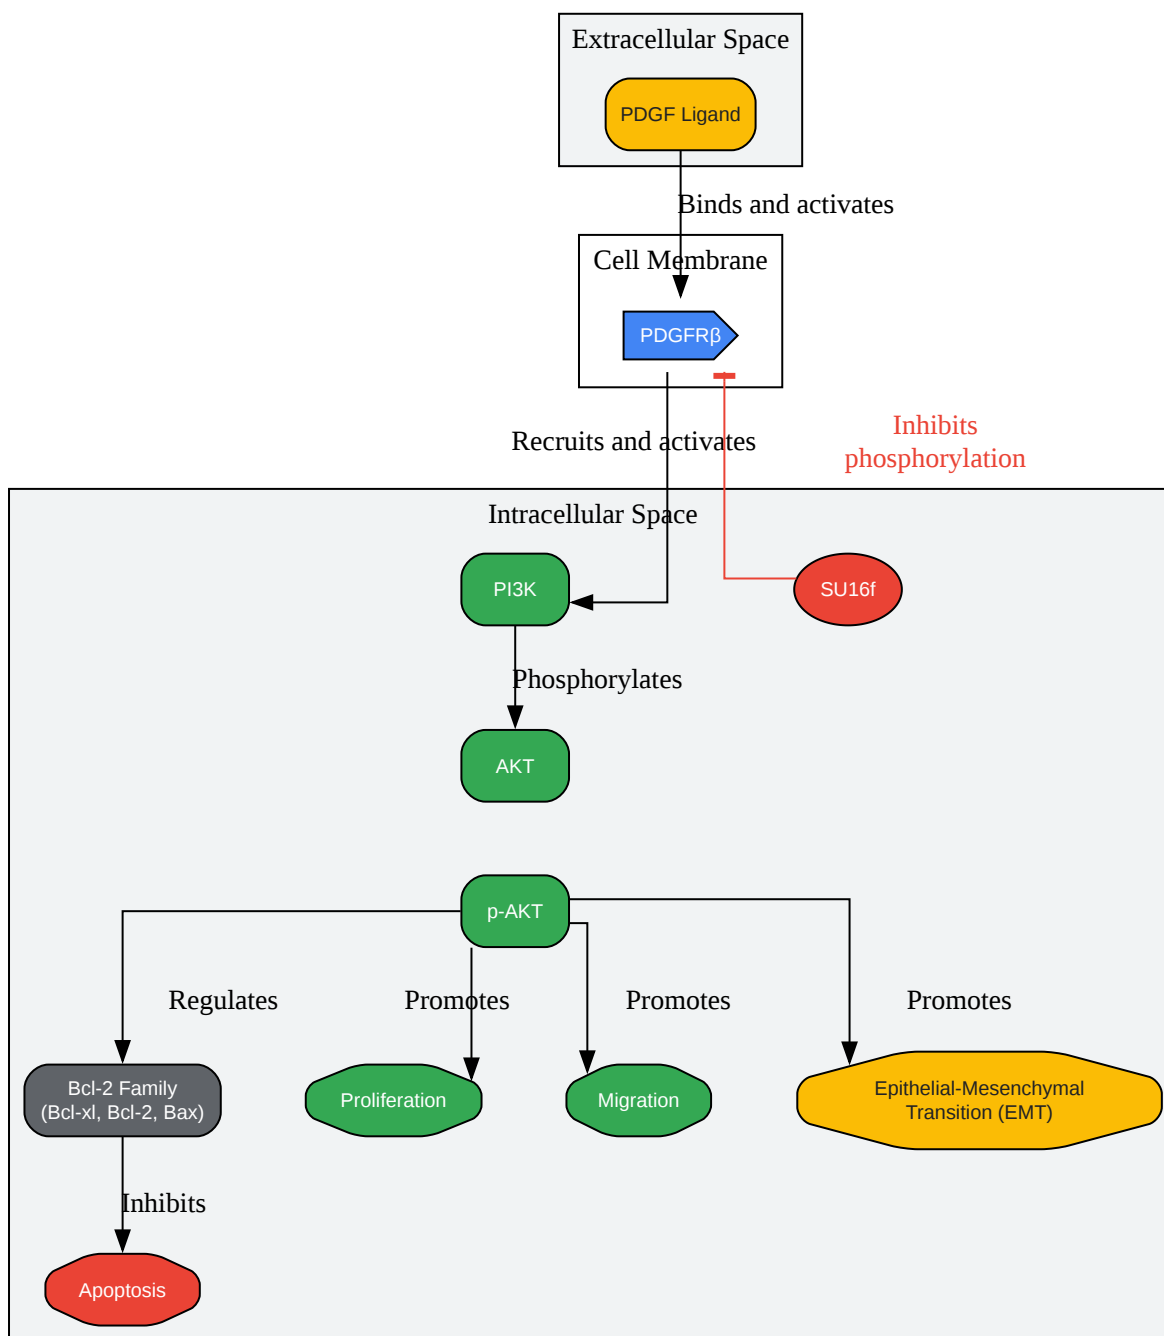 Extracellular Space
PDGF Ligand
Binds and activates
Cell Membrane
PDGFRβ
Recruits and activates
Inhibits
phosphorylation
Intracellular Space
PI3K
SU16f
Phosphorylates
AKT
p-AKT
Regulates
Promotes
Promotes
Promotes
Bcl-2 Family
(Bcl-xl, Bcl-2, Bax)
Proliferation
Migration
Epithelial-Mesenchymal
Transition (EMT)
Inhibits
Apoptosis